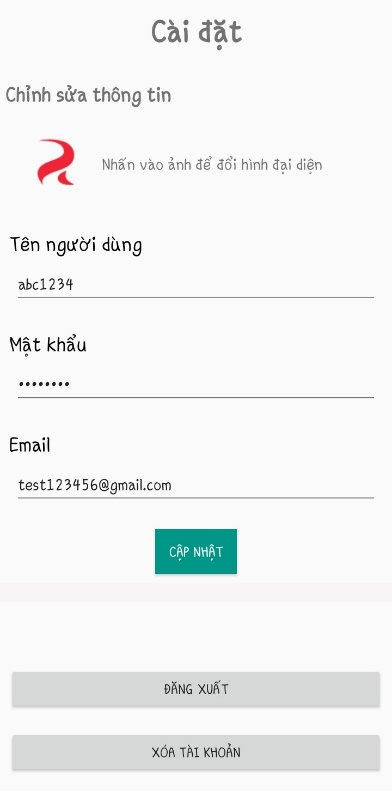 Cài đặt
Chỉnh sửa thông tin
Nhấn vào ảnh để đổi hình đại diện
Tên người dùng
abc1234
Mật khẩu
••••••••
Email
test123456@gmail.com
CẬP NHẬT
ĐĂNG XUẤT
XÓA TÀI KHOẢN